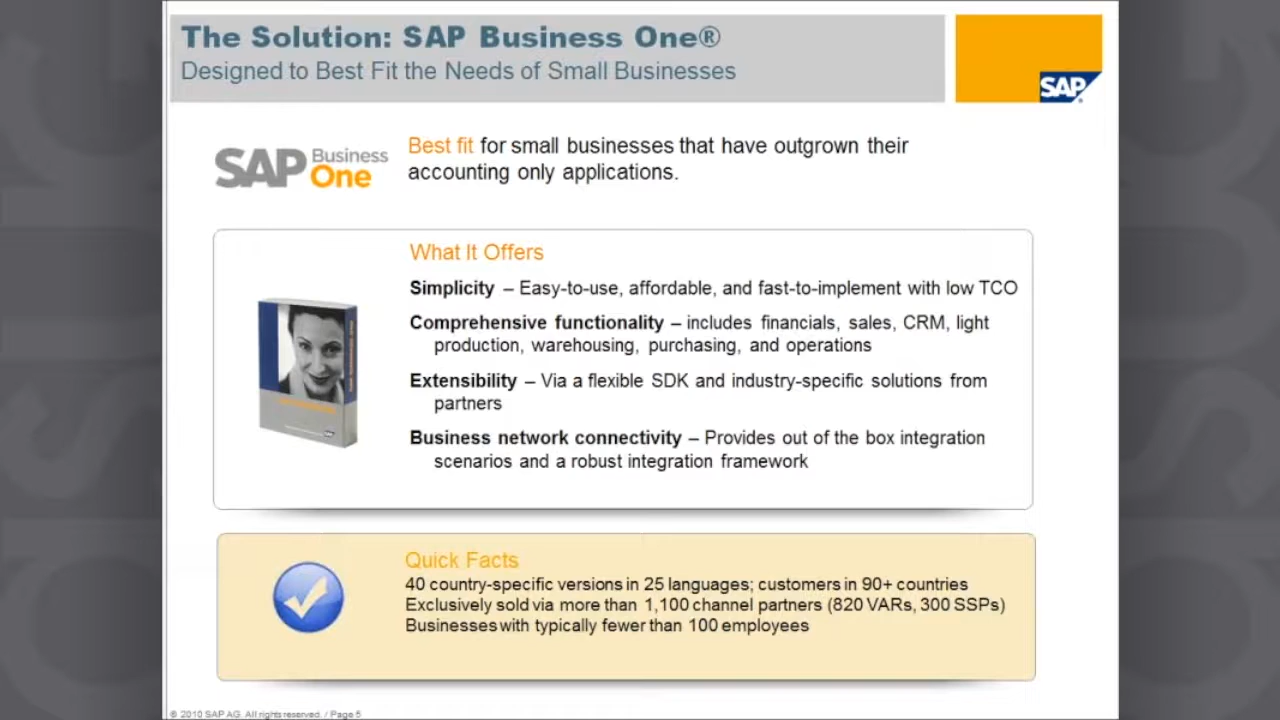 The Solution: SAP Business One®
Designed to Best Fit the Needs of Small Businesses
SAP
SAP Business One
Best fit for small businesses that have outgrown their
accounting only applications.
What It Offers
Simplicity – Easy-to-use, affordable, and fast-to-implement with low TCO
Comprehensive functionality – includes financials, sales, CRM, light
production, warehousing, purchasing, and operations
Extensibility – Via a flexible SDK and industry-specific solutions from
partners
Business network connectivity – Provides out of the box integration
scenarios and a robust integration framework
Quick Facts
40 country-specific versions in 25 languages; customers in 90+ countries
Exclusively sold via more than 1,100 channel partners (820 VARs, 300 SSPs)
Businesses with typically fewer than 100 employees
© 2010 SAP AG. All rights reserved. / Page 5